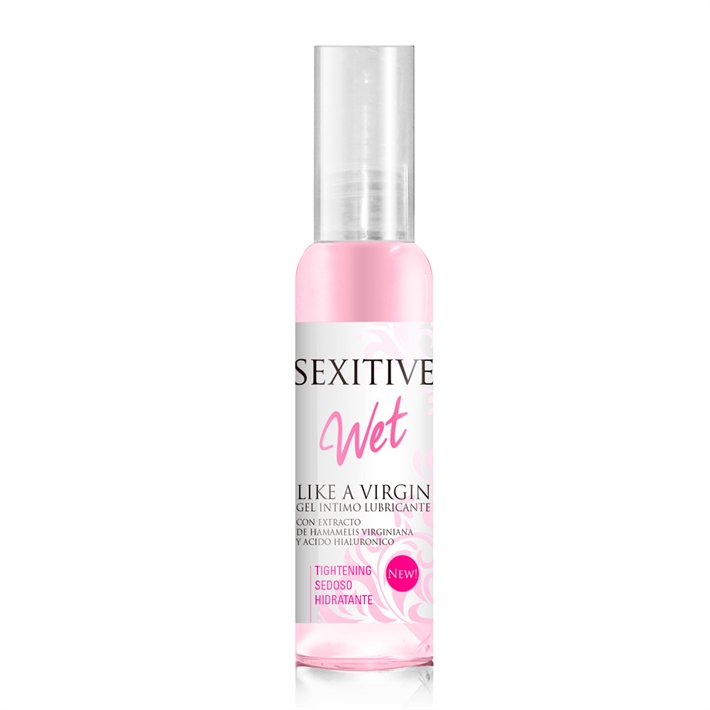 SEXITIVE
Wet
LIKE A VIRGIN
GEL INTIMO LUBRICANTE
CON EXTRACTO
DE HAMAMELIS VIRGINIANA
Y ACIDO HIALURONICO
TIGHTENING
SEDOSO
HIDRATANTE
NEW!